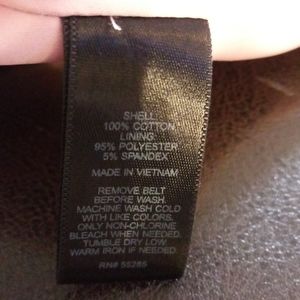 SHELL
100% COTTON
LINING
95% POLYESTER
5% SPANDEX
MADE IN VIETNAM
REMOVE BELT
BEFORE WASH.
MACHINE WASH COLD
WITH LIKE COLORS.
ONLY NON-CHLORINE
BLEACH WHEN NEEDED.
TUMBLE DRY LOW.
WARM IRON IF NEEDED.
RN# 55285